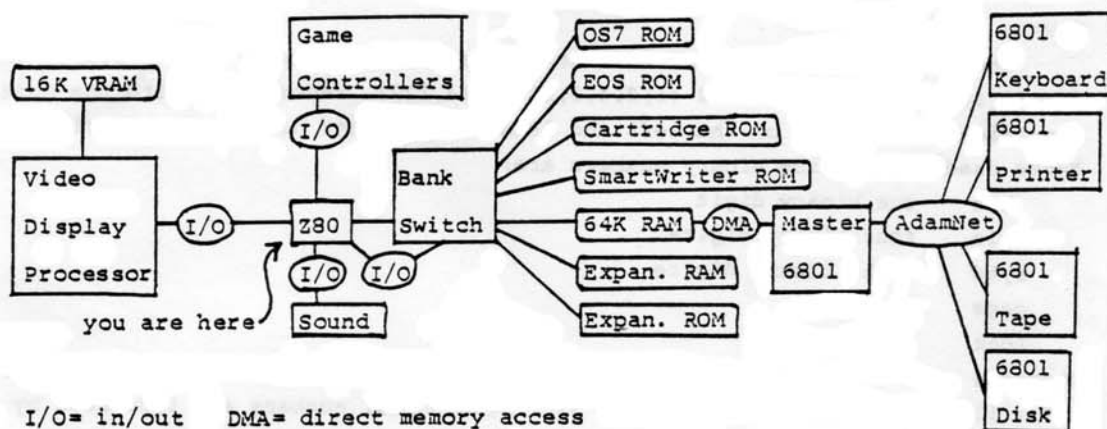 16K VRAM
Video
Display
Processor
I/O
Game
Controllers
I/O
Z80
I/O
Sound
you are here
I/O
Bank
Switch
OS7 ROM
EOS ROM
Cartridge ROM
SmartWriter ROM
64K RAM
Expan. RAM
Expan. ROM
DMA
Master
6801
AdamNet
6801
Keyboard
6801
Printer
6801
Tape
6801
Disk
I/O= in/out DMA= direct memory access